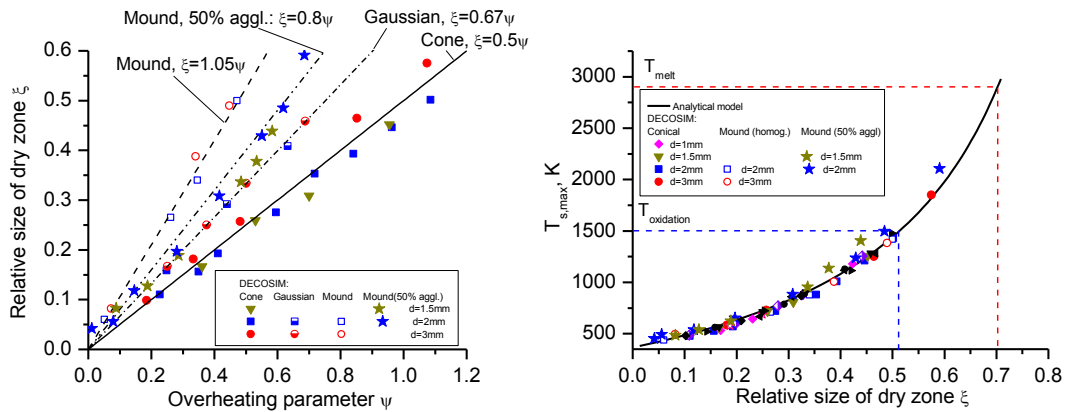 Mound, 50% aggl.: ξ=0.8ψ
Gaussian, ξ=0.67ψ
Cone, ξ=0.5ψ
Mound, ξ=1.05ψ
0.6
0.5
0.4
0.3
0.2
0.1
0.0
Relative size of dry zone ξ
DECOSIM:
Cone Gaussian Mound Mound(50% aggl.)
d=1.5mm
d=2mm
d=3mm
0.0 0.2 0.4 0.6 0.8 1.0 1.2
Overheating parameter ψ
3000
2500
2000
1500
1000
500
T_s,max, K
T_melt
Analytical model
DECOSIM:
Conical Mound (homog.) Mound (50% aggl)
d=1mm
d=1.5mm d=1.5mm
d=2mm d=2mm d=2mm
d=3mm d=3mm
T_oxidation
0.0 0.1 0.2 0.3 0.4 0.5 0.6 0.7 0.8
Relative size of dry zone ξ